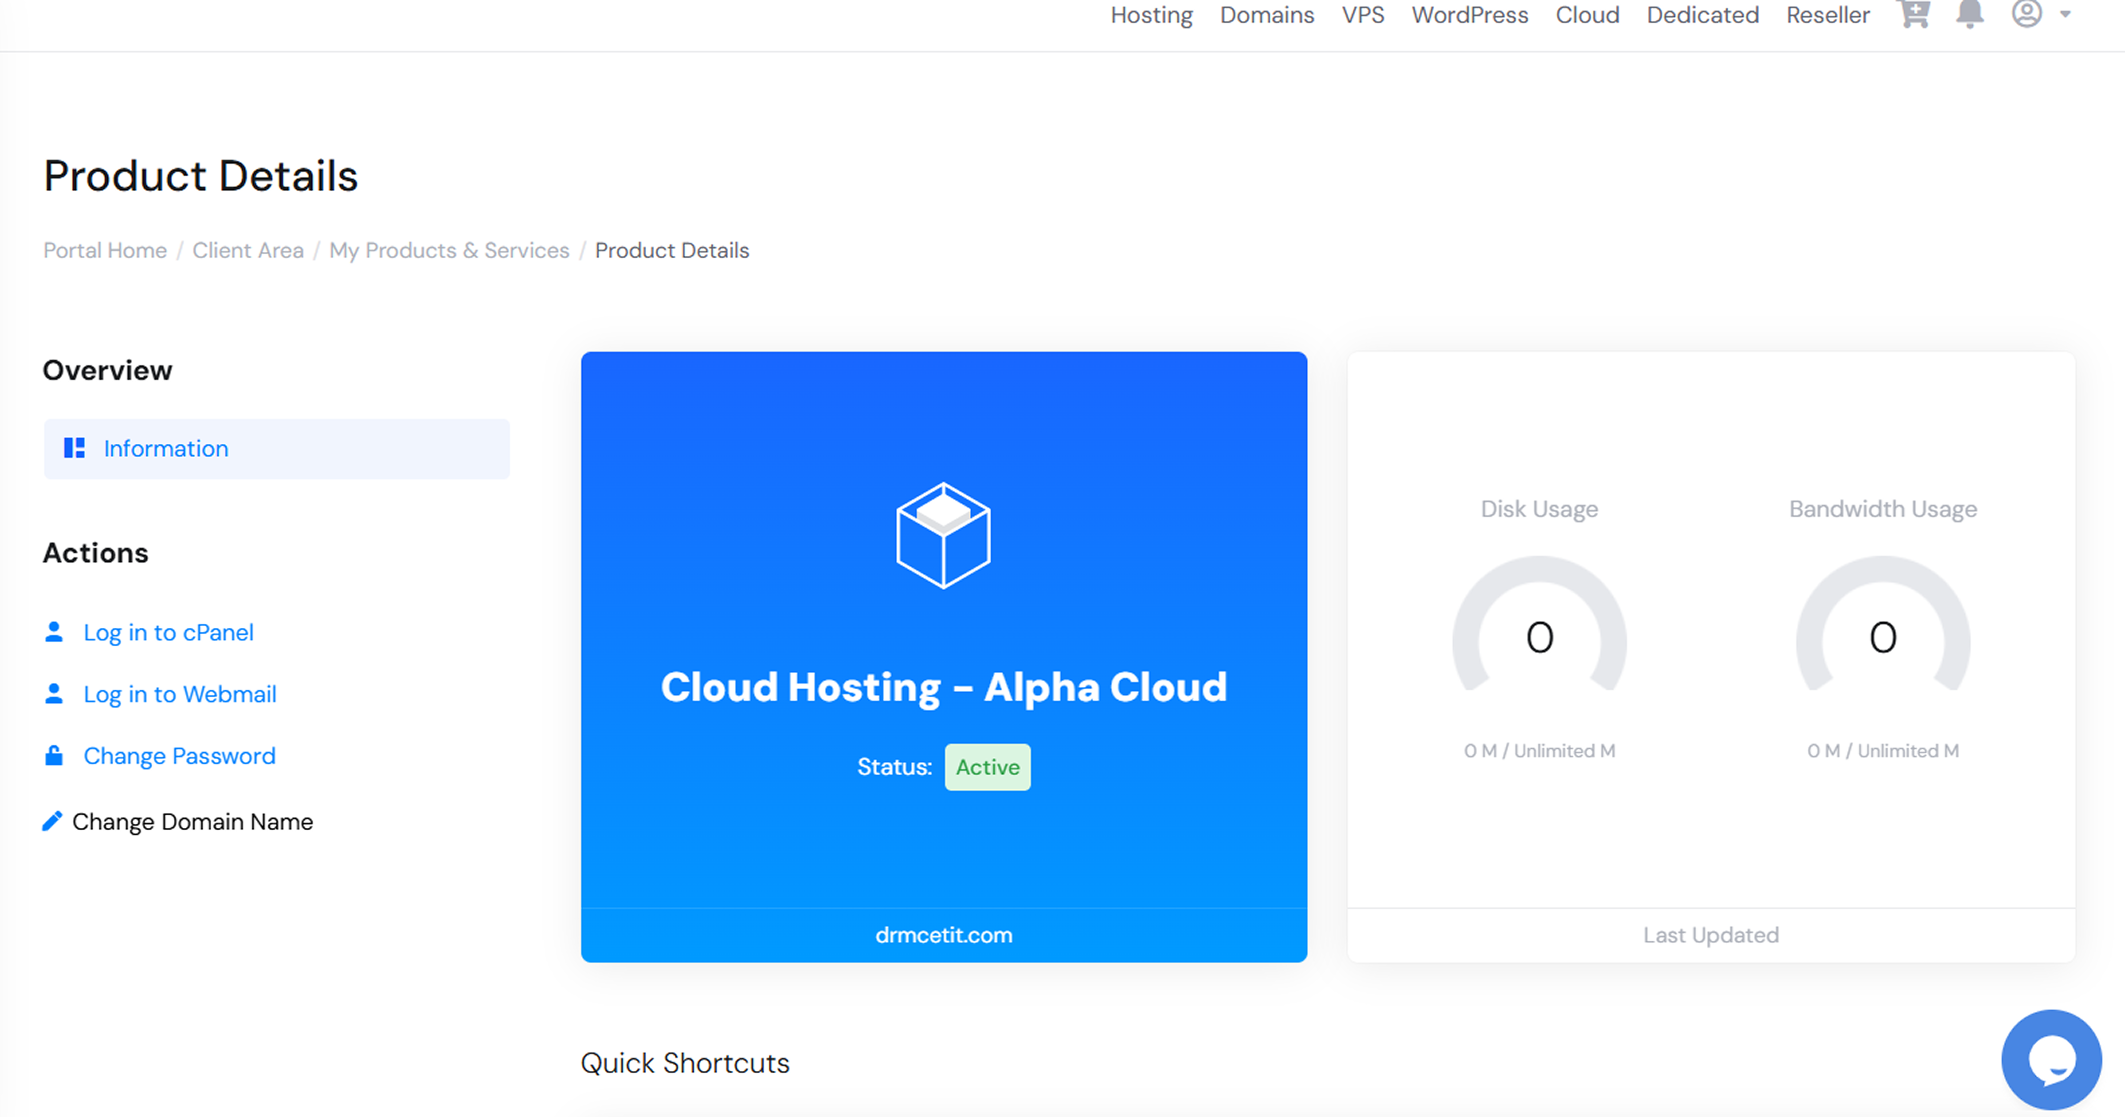 Hosting Domains VPS WordPress Cloud Dedicated Reseller
Product Details
Portal Home / Client Area / My Products & Services / Product Details
Overview
Information
Actions
Log in to cPanel
Log in to Webmail
Change Password
Change Domain Name
Cloud Hosting - Alpha Cloud
Status: Active
drmcetit.com
Disk Usage
0
0 M / Unlimited M
Bandwidth Usage
0
0 M / Unlimited M
Last Updated
Quick Shortcuts